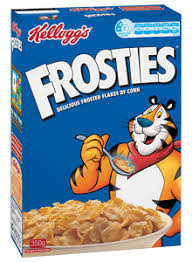 Kellogg's
FROSTIES
DELICIOUS FROSTED FLAKES OF CORN
350g